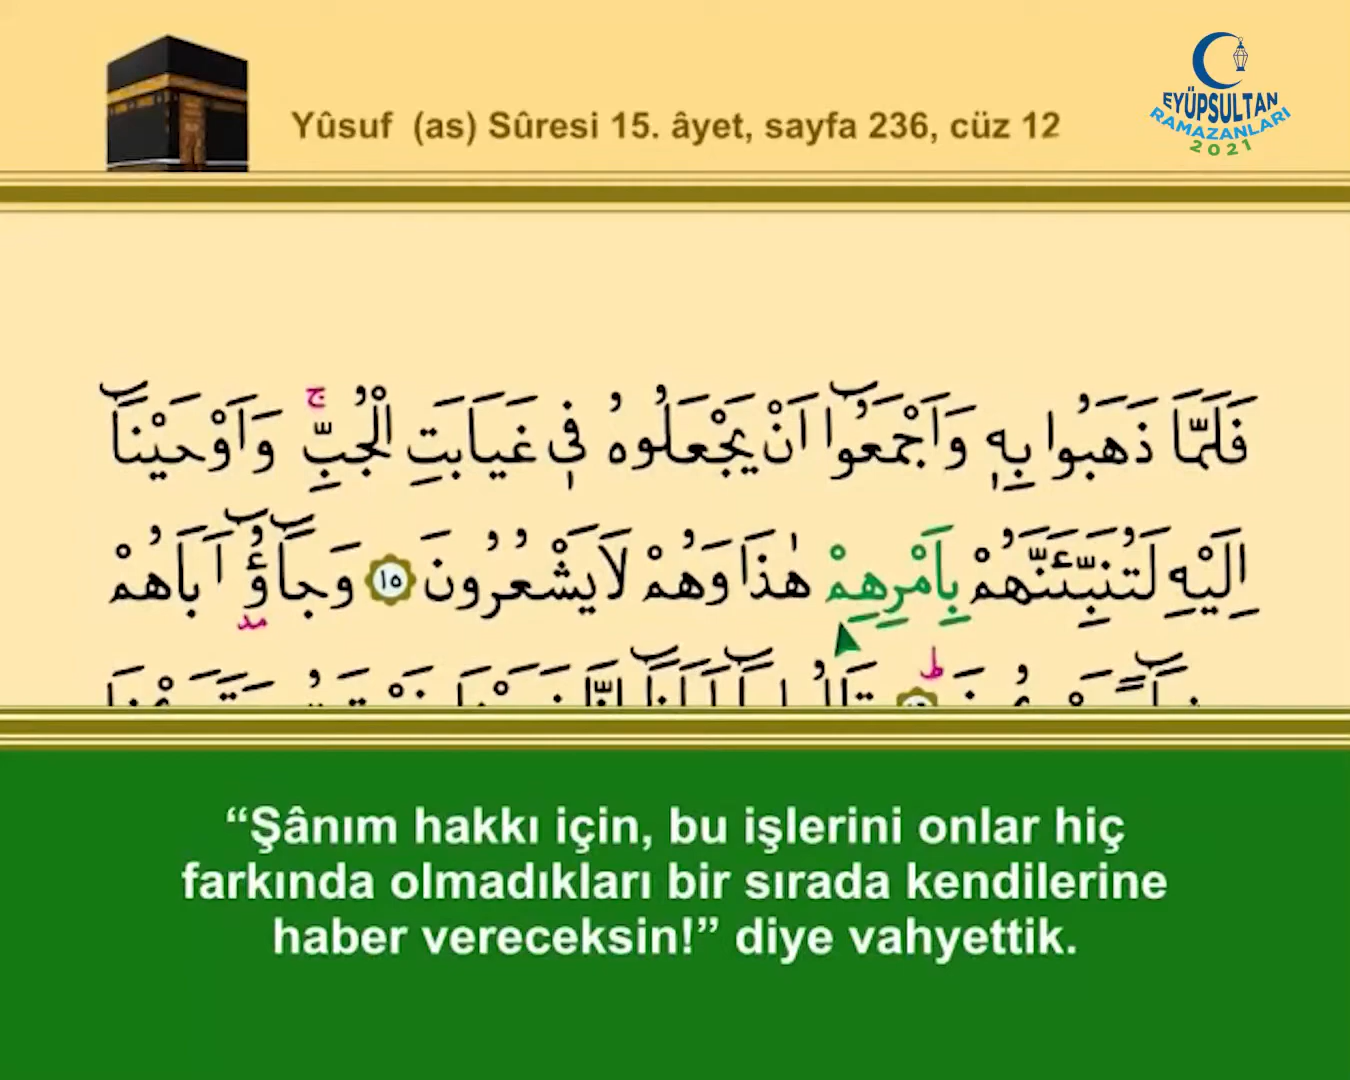 Yûsuf (as) Sûresi 15. âyet, sayfa 236, cüz 12
EYÜPSULTAN
RAMAZANLARI
2021
فَلَمَّا ذَهَبُوا بِهٖ وَاَجْمَعُٓوا اَنْ يَجْعَلُوهُ فٖي غَيَابَتِ الْجُبِّۚ وَاَوْحَيْنَٓا
اِلَيْهِ لَتُنَبِّئَنَّهُمْ بِاَمْرِهِمْ هٰذَا وَهُمْ لَا يَشْعُرُونَ ﴿١٥﴾ وَجَٓاؤُٓ اَبَاهُمْ
“Şânım hakkı için, bu işlerini onlar hiç
farkında olmadıkları bir sırada kendilerine
haber vereceksin!” diye vahyettik.